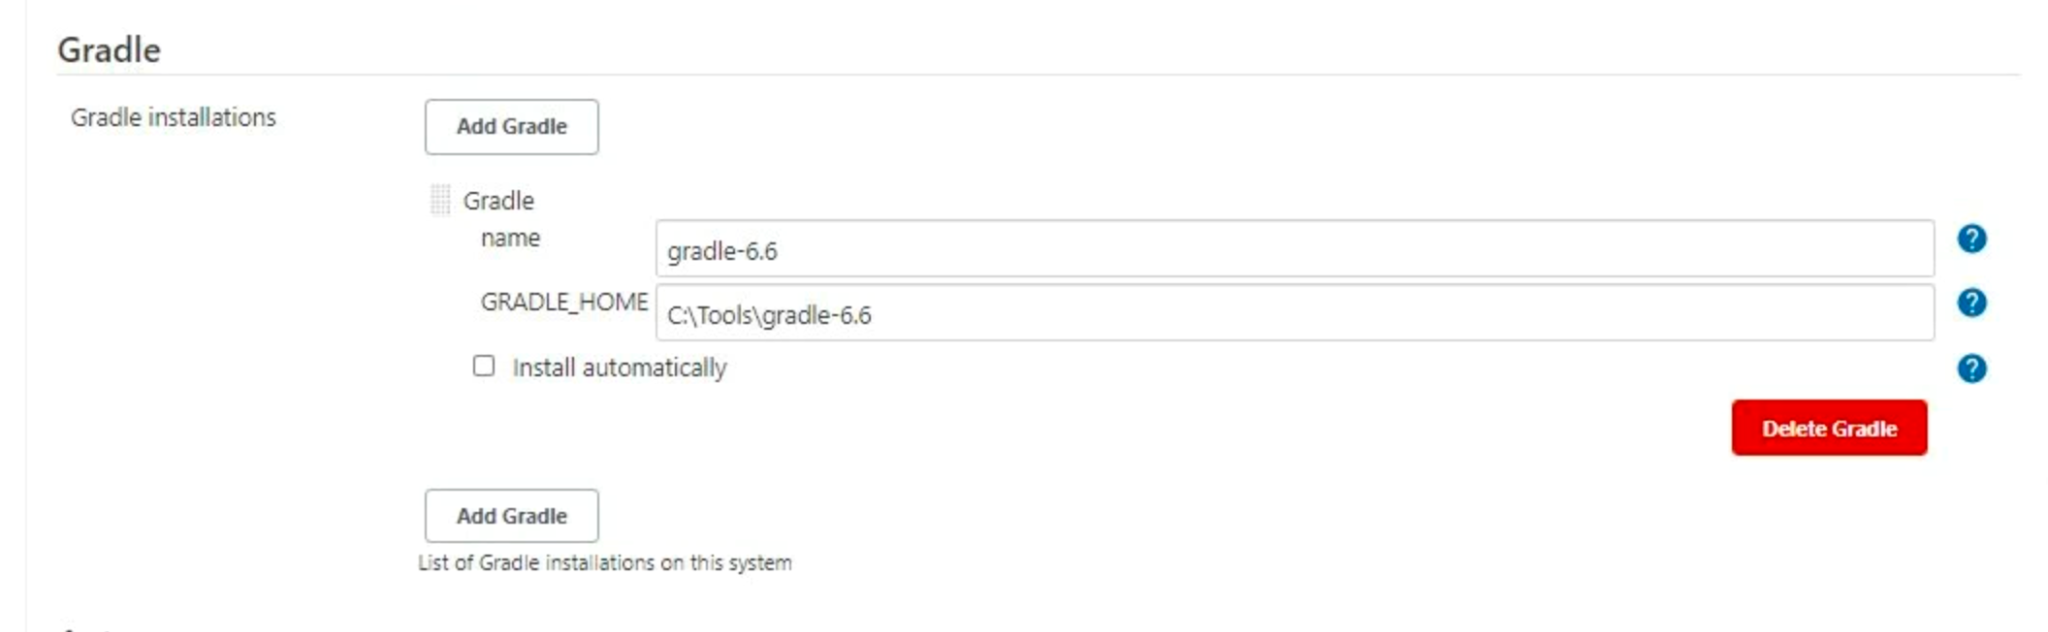 Gradle
Gradle installations
Add Gradle
Gradle
name
gradle-6.6
GRADLE_HOME
C:\Tools\gradle-6.6
Install automatically
Delete Gradle
Add Gradle
List of Gradle installations on this system